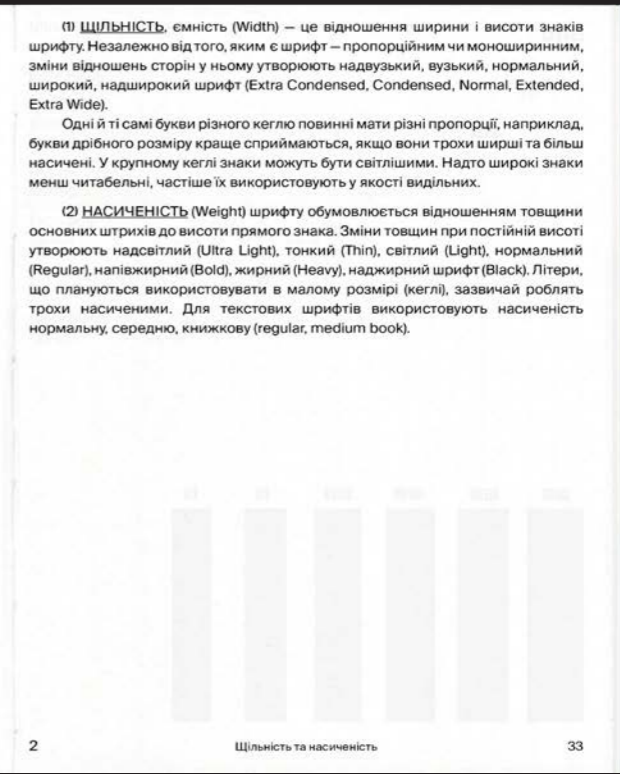 (1) ЩІЛЬНІСТЬ, ємність (Width) — це відношення ширини і висоти знаків
шрифту. Незалежно від того, яким є шрифт — пропорційним чи моноширинним,
зміни відношень сторін у ньому утворюють надвузький, вузький, нормальний,
широкий, надширокий шрифт (Extra Condensed, Condensed, Normal, Extended,
Extra Wide).
Одні й ті самі букви різного кеглю повинні мати різні пропорції, наприклад,
букви дрібного розміру краще сприймаються, якщо вони трохи ширші та більш
насичені. У крупному кеглі знаки можуть бути світлішими. Надто широкі знаки
менш читабельні, частіше їх використовують у якості видільних.
(2) НАСИЧЕНІСТЬ (Weight) шрифту обумовлюється відношенням товщини
основних штрихів до висоти прямого знака. Зміни товщин при постійній висоті
утворюють надсвітлий (Ultra Light), тонкий (Thin), світлий (Light), нормальний
(Regular), напівжирний (Bold), жирний (Heavy), наджирний шрифт (Black). Літери,
що плануються використовувати в малому розмірі (кеглі), зазвичай роблять
трохи насиченими. Для текстових шрифтів використовують насиченість
нормальну, середню, книжкову (regular, medium book).
2 Щільність та насиченість 33